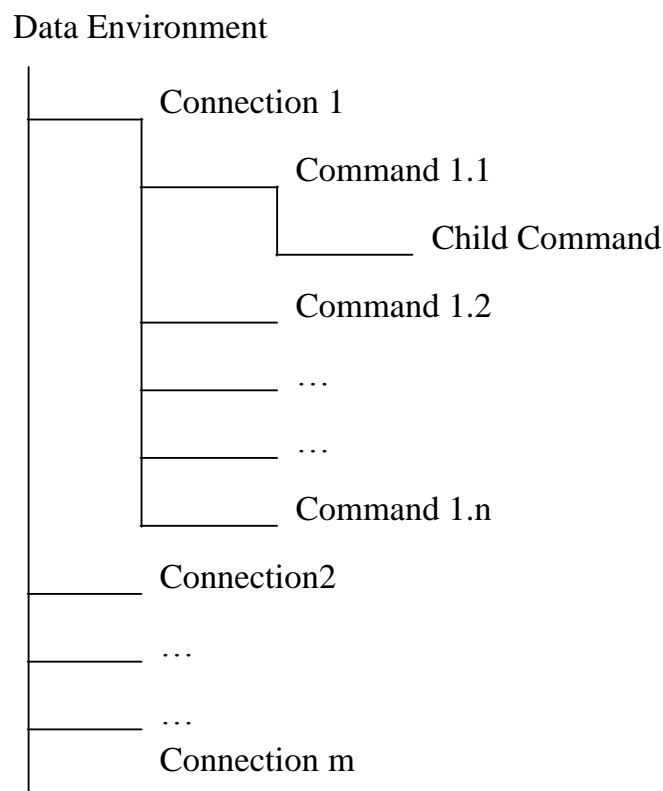 Data Environment
Connection 1
Command 1.1
Child Command
Command 1.2
…
…
Command 1.n
Connection2
…
…
Connection m